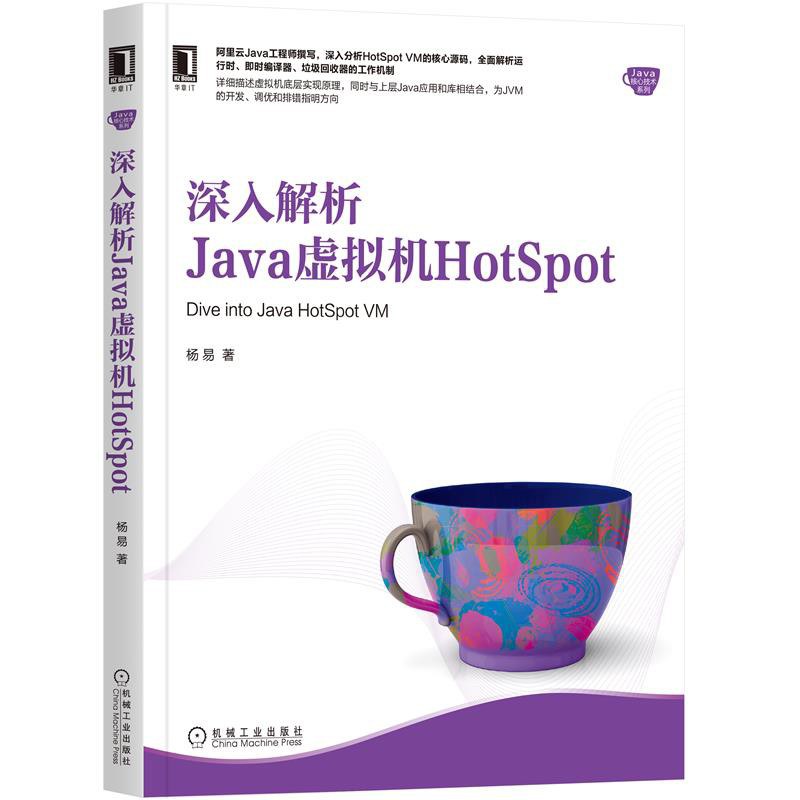 HZ BOOKS
华章IT
Java
核心技术
系列
深入解析Java虚拟机HotSpot
杨易 著
机械工业出版社
China Machine Press
HZ BOOKS
华章IT
阿里云Java工程师撰写，深入分析HotSpot VM的核心源码，全面解析运
行时、即时编译器、垃圾回收器的工作机制
详细描述虚拟机底层实现原理，同时与上层Java应用和库相结合，为JVM
的开发、调优和排错指明方向
Java
核心技术
系列
深入解析
Java虚拟机HotSpot
Dive into Java HotSpot VM
杨易 著
机械工业出版社
China Machine Press